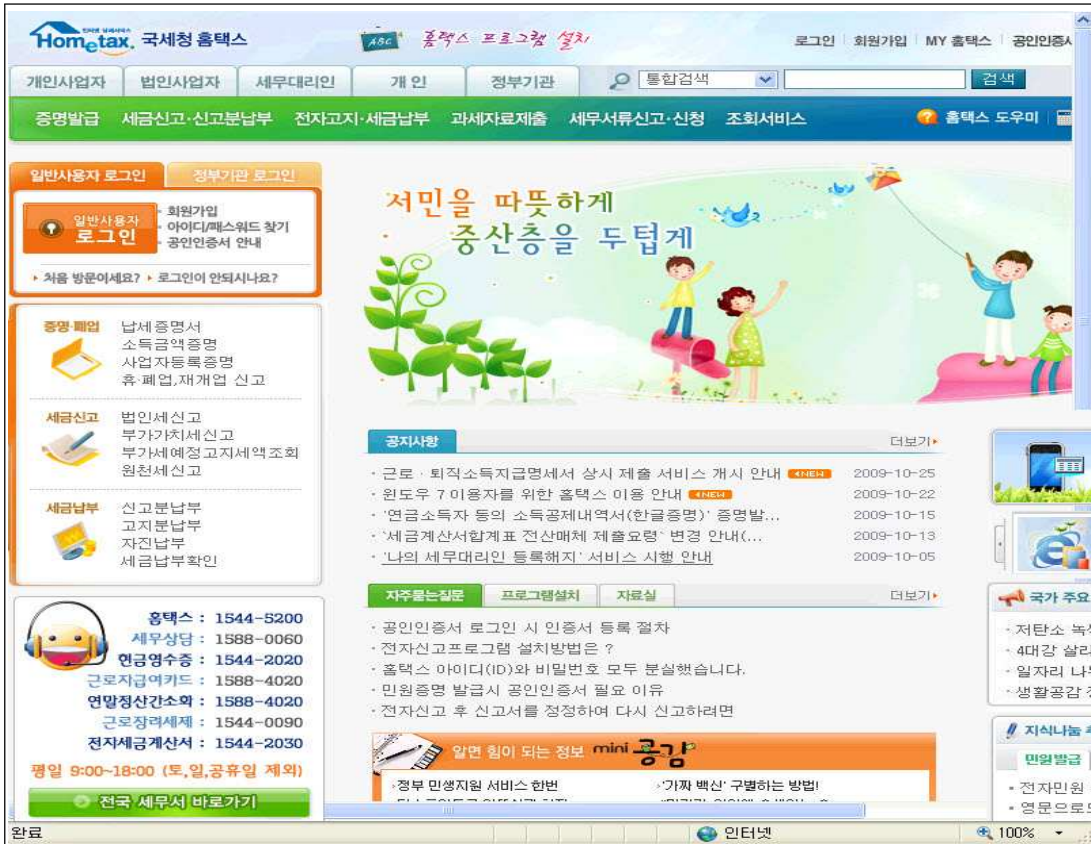 인터넷 납세서비스
Hometax. 국세청 홈택스
ABC 홈택스 프로그램 설치
로그인 회원가입 MY 홈택스 공인인증
개인사업자 법인사업자 세무대리인 개인 정부기관
통합검색 검색
증명발급 세금신고·신고분납부 전자고지·세금납부 과세자료제출 세무서류신고·신청 조회서비스 홈택스 도우미
일반사용자 로그인 정부기관 로그인
일반사용자
로그인
회원가입
아이디/패스워드 찾기
공인인증서 안내
처음 방문이세요? 로그인이 안되시나요?
서민을 따뜻하게
중산층을 두텁게
증명·폐업
납세증명서
소득금액증명
사업자등록증명
휴·폐업,재개업 신고
세금신고
법인세신고
부가가치세신고
부가세예정고지세액조회
원천세신고
세금납부
신고분납부
고지분납부
자진납부
세금납부확인
홈택스 : 1544-5200
세무상담 : 1588-0060
현금영수증 : 1544-2020
근로지급여카드 : 1588-4020
연말정산간소화 : 1588-4020
근로장려세제 : 1544-0090
전자세금계산서 : 1544-2030
평일 9:00~18:00 (토,일,공휴일 제외)
전국 세무서 바로가기
공지사항 더보기
· 근로·퇴직소득지급명세서 상시 제출 서비스 개시 안내 NEW 2009-10-25
· 윈도우 7 이용자를 위한 홈택스 이용 안내 NEW 2009-10-22
· '연금소득자 등의 소득공제내역서(한글증명)' 증명발... 2009-10-15
· '세금계산서합계표 전산매체 제출요령' 변경 안내(... 2009-10-13
· '나의 세무대리인 등록해지' 서비스 시행 안내 2009-10-05
자주묻는질문 프로그램설치 자료실 더보기
· 공인인증서 로그인 시 인증서 등록 절차
· 전자신고프로그램 설치방법은 ?
· 홈택스 아이디(ID)와 비밀번호 모두 분실했습니다.
· 민원증명 발급시 공인인증서 필요 이유
· 전자신고 후 신고서를 정정하여 다시 신고하려면
알면 힘이 되는 정보 mini 공감
정부 민생지원 서비스 한번
'가짜 백신' 구별하는 방법!
국가 주요
· 저탄소 녹
· 4대강 살리
· 일자리 나
· 생활공감
지식나눔
민원발급
· 전자민원
· 영문으로
완료 인터넷 100%